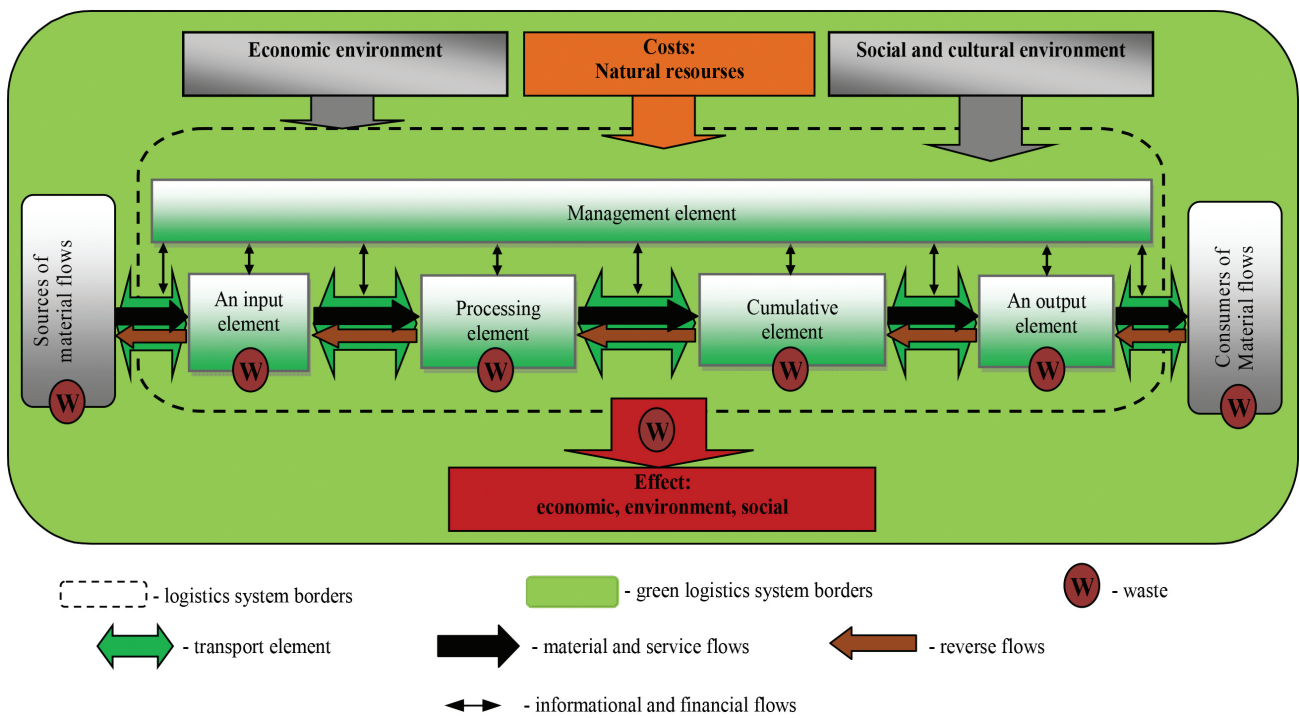 Economic environment
Costs:
Natural resourses
Social and cultural environment
Management element
Sources of
material flows
An input
element
Processing
element
Cumulative
element
An output
element
Consumers of
Material flows
W
W
W
W
W
W
W
Effect:
economic, environment, social
- logistics system borders
- green logistics system borders
W
- waste
- transport element
- material and service flows
- reverse flows
- informational and financial flows